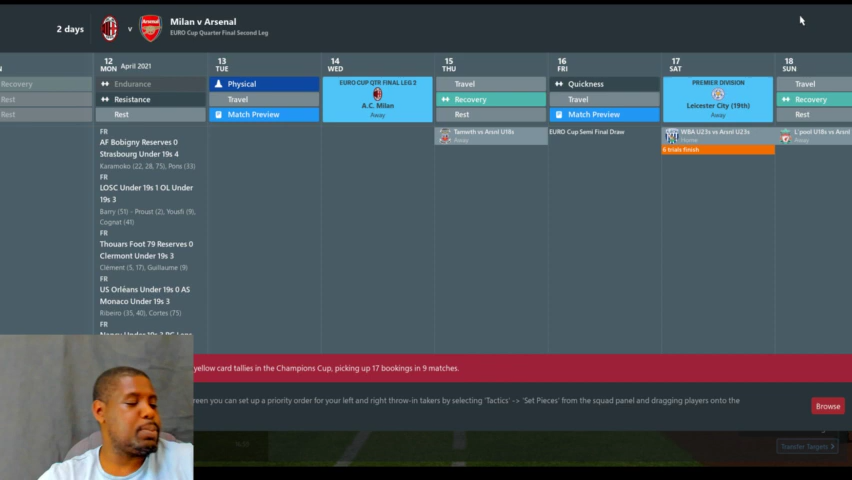 2 days
v
Arsenal
Milan v Arsenal
EURO Cup Quarter Final Second Leg
12
MON April 2021
13
TUE
14
WED
15
THU
16
FRI
17
SAT
18
SUN
Recovery
Rest
Rest
Endurance
Resistance
Rest
Physical
Travel
Match Preview
EURO CUP QTR FINAL LEG 2
A.C. Milan
Away
Travel
Recovery
Rest
Quickness
Travel
Match Preview
PREMIER DIVISION
Leicester City (19th)
Away
Travel
Recovery
Rest
FR
AF Bobigny Reserves 0
Strasbourg Under 19s 4
Karamoko (22, 28, 75), Pons (33)
FR
LOSC Under 19s 1 OL Under
19s 3
Barry (51) - Prouat (2), Yousfi (9),
Cognat (41)
FR
Thouars Foot 79 Reserves 0
Clermont Under 19s 3
Clément (5, 17), Guillaume (9)
FR
US Orléans Under 19s 0 AS
Monaco Under 19s 3
Ribeiro (35, 40), Cortes (75)
FR
Tamwth vs Arsnl U18s
Away
EURO Cup Semi Final Draw
WBA U23s vs Arsnl U23s
Home
6 trials finish
L'pool U18s vs Arsnl
Away
yellow card tallies in the Champions Cup, picking up 17 bookings in 9 matches.
reen you can set up a priority order for your left and right throw-in takers by selecting 'Tactics' -> 'Set Pieces' from the squad panel and dragging players onto the
Browse
Transfer Targets